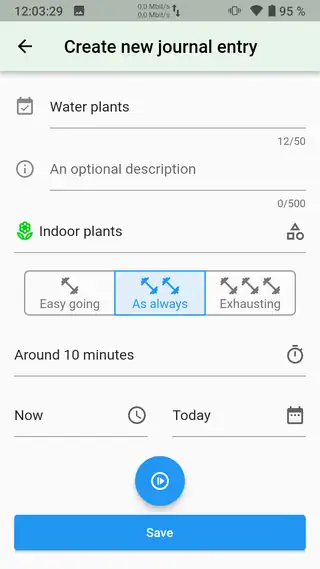 12:03:29 0,0 Mbit/s 95 %
0,0 Mbit/s
Create new journal entry
Water plants
12/50
An optional description
0/500
Indoor plants
Easy going As always Exhausting
Around 10 minutes
Now Today
Save